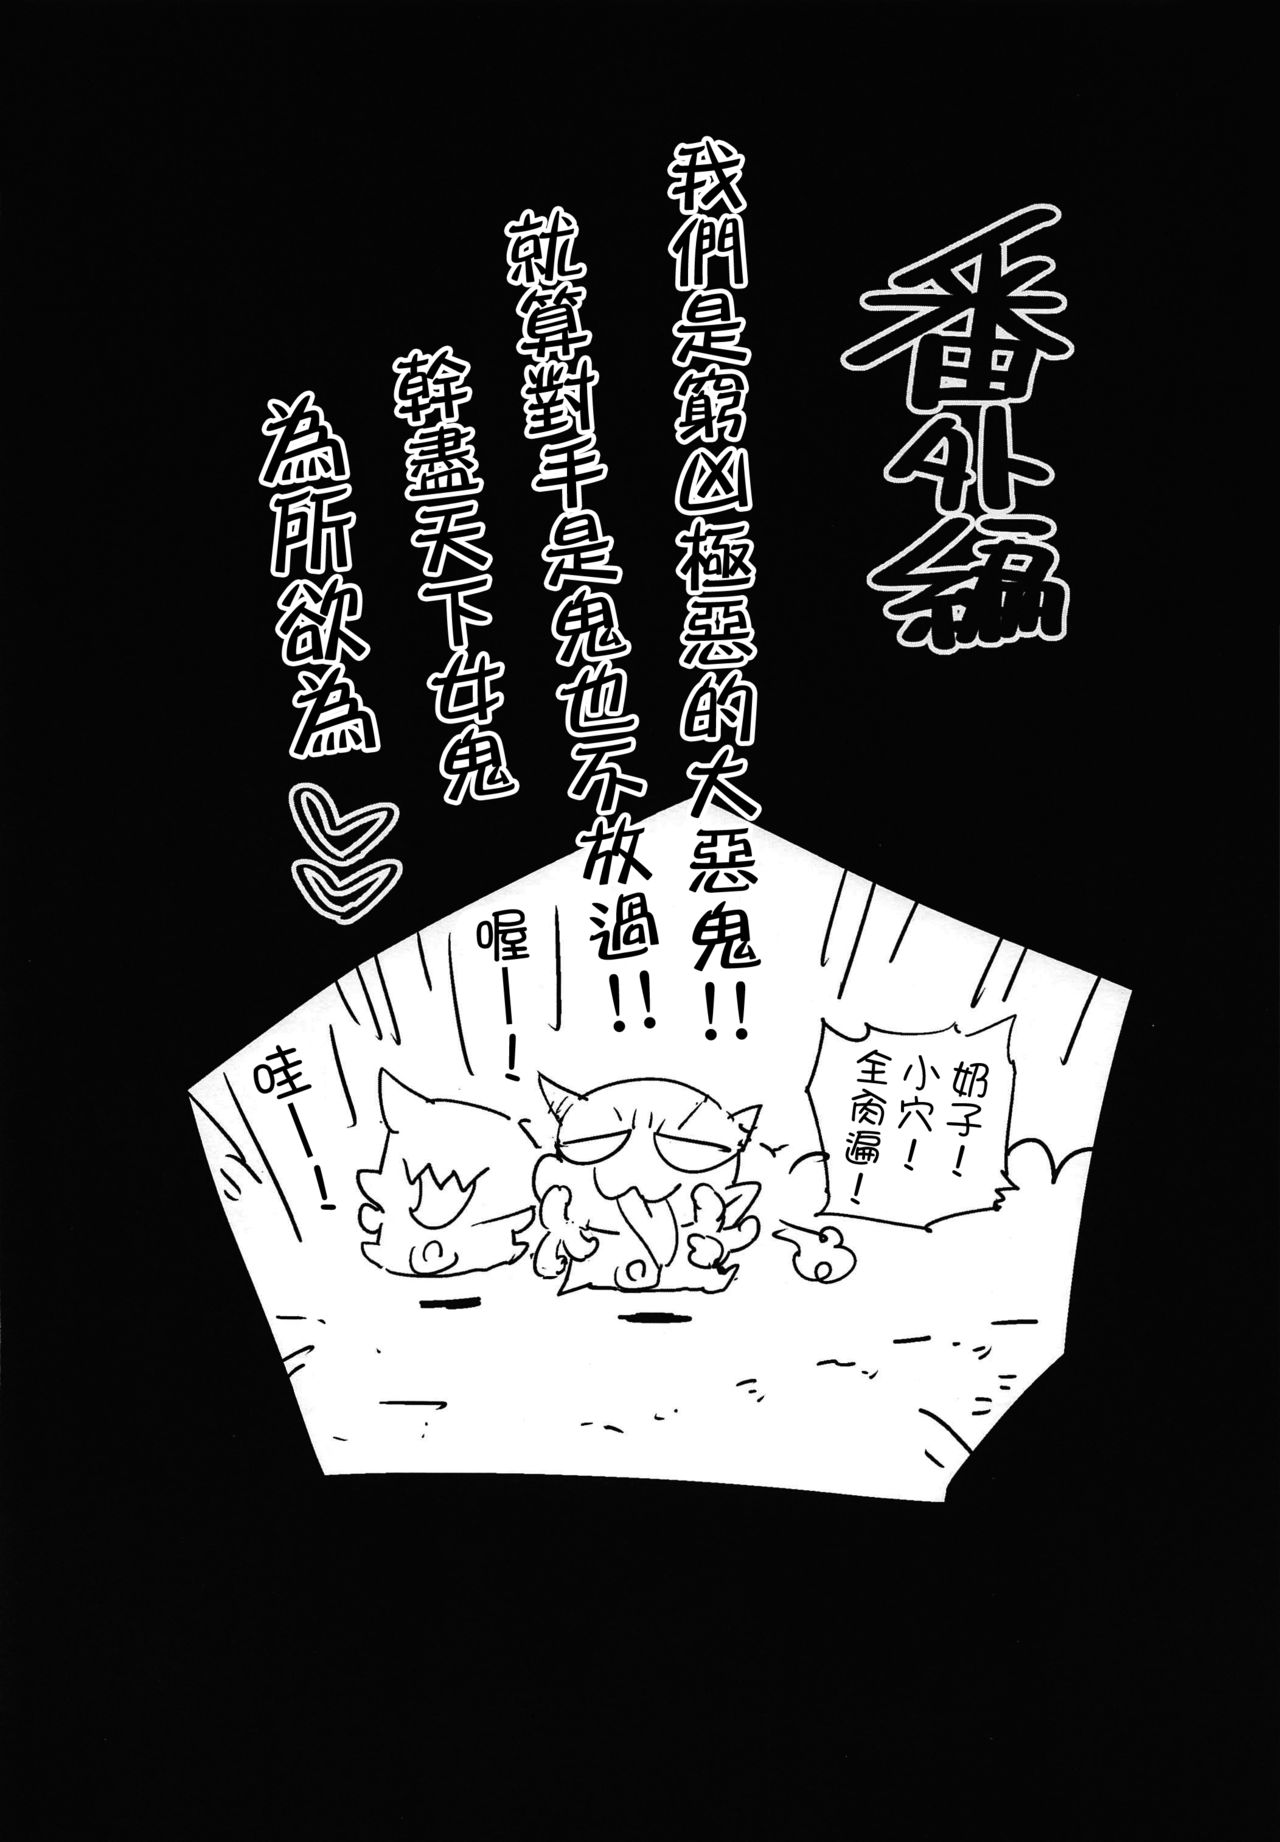 番外編
我們是窮凶極惡的大惡鬼!!
就算對手是鬼也不放過!!
幹盡天下女鬼
為所欲為♡
奶子！
小穴！
全肏遍！
喔ーー！
哇ーー！